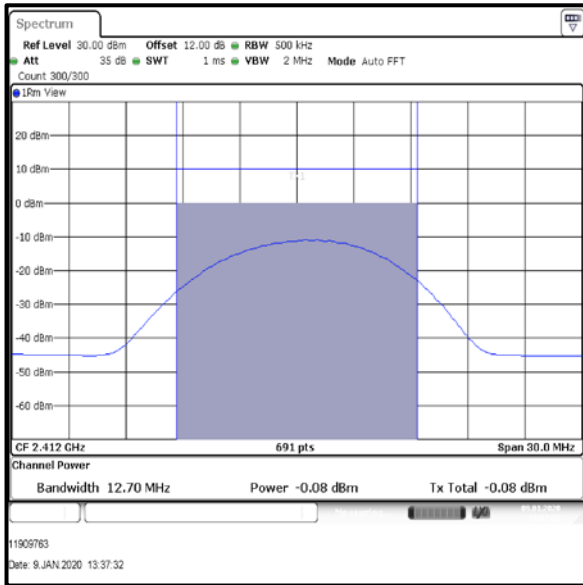 Spectrum
Ref Level 30.00 dBm Offset 12.00 dB RBW 500 kHz
Att 35 dB SWT 1 ms VBW 2 MHz Mode Auto FFT
Count 300/300
1Rm View
20 dBm
10 dBm
0 dBm
-10 dBm
-20 dBm
-30 dBm
-40 dBm
-50 dBm
-60 dBm
CF 2.412 GHz 691 pts Span 30.0 MHz
Channel Power
Bandwidth 12.70 MHz Power -0.08 dBm Tx Total -0.08 dBm
11909763
Date: 9.JAN.2020 13:37:32